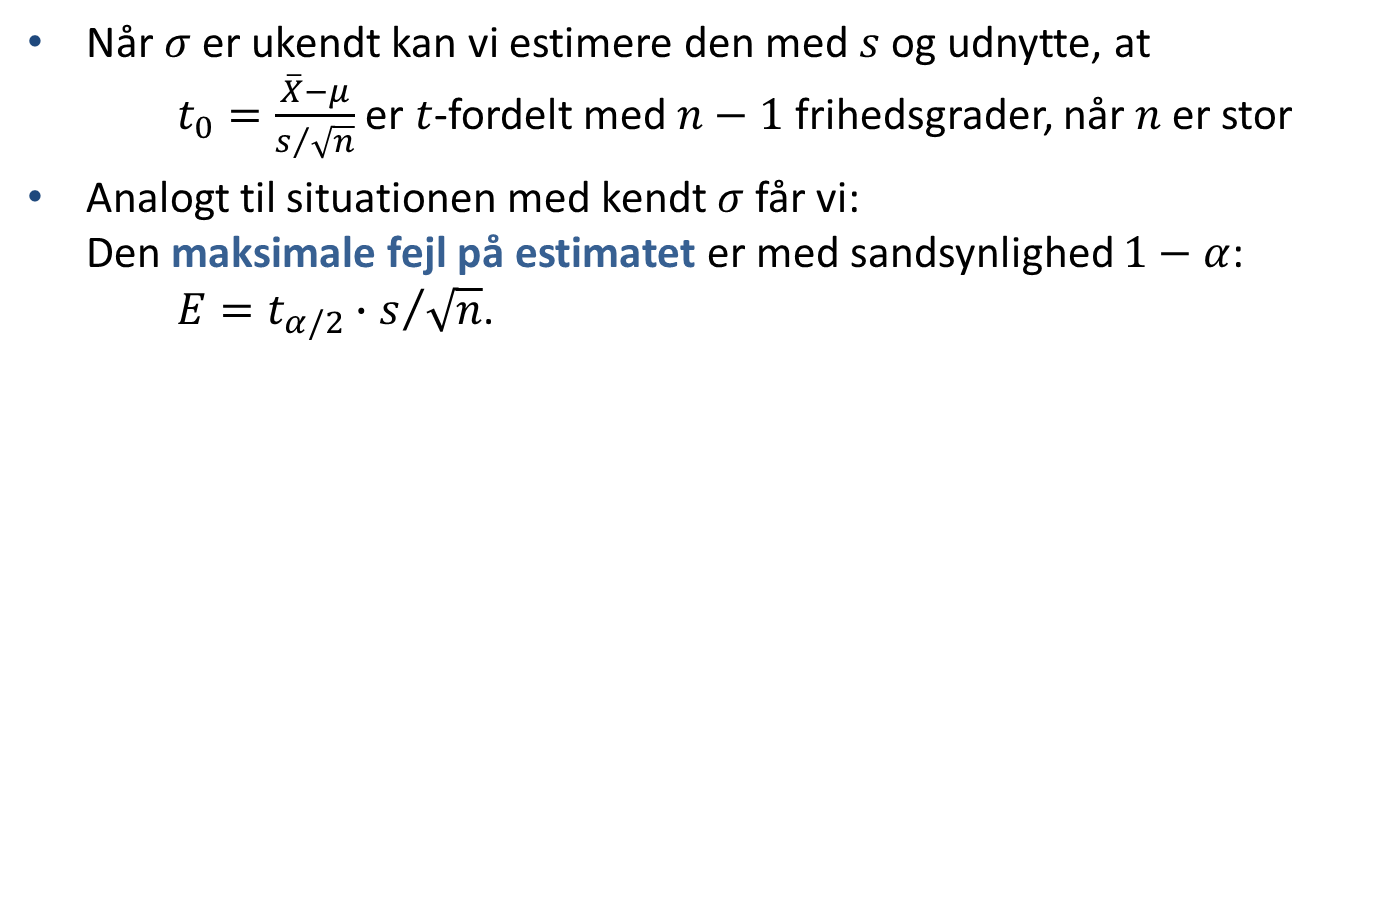 • Når σ er ukendt kan vi estimere den med s og udnytte, at
t₀ = (X̄−μ)/(s/√n) er t-fordelt med n − 1 frihedsgrader, når n er stor
• Analogt til situationen med kendt σ får vi:
Den maksimale fejl på estimatet er med sandsynlighed 1 − α:
E = t_{α/2} · s/√n.